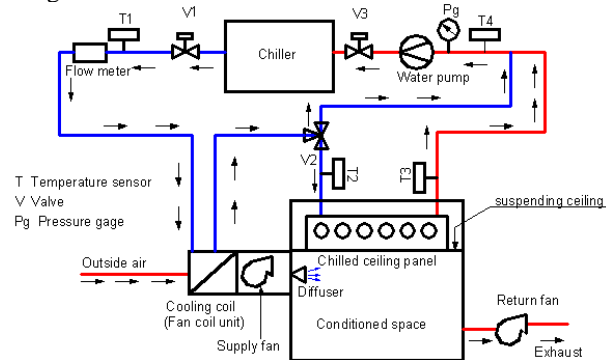 T1
V1
V3
Pg
T4
Chiller
Flow meter
Water pump
V2
T2
T3
T Temperature sensor
V Valve
Pg Pressure gage
suspending ceiling
Outside air
Chilled ceiling panel
Diffuser
Cooling coil
(Fan coil unit)
Supply fan
Conditioned space
Return fan
Exhaust